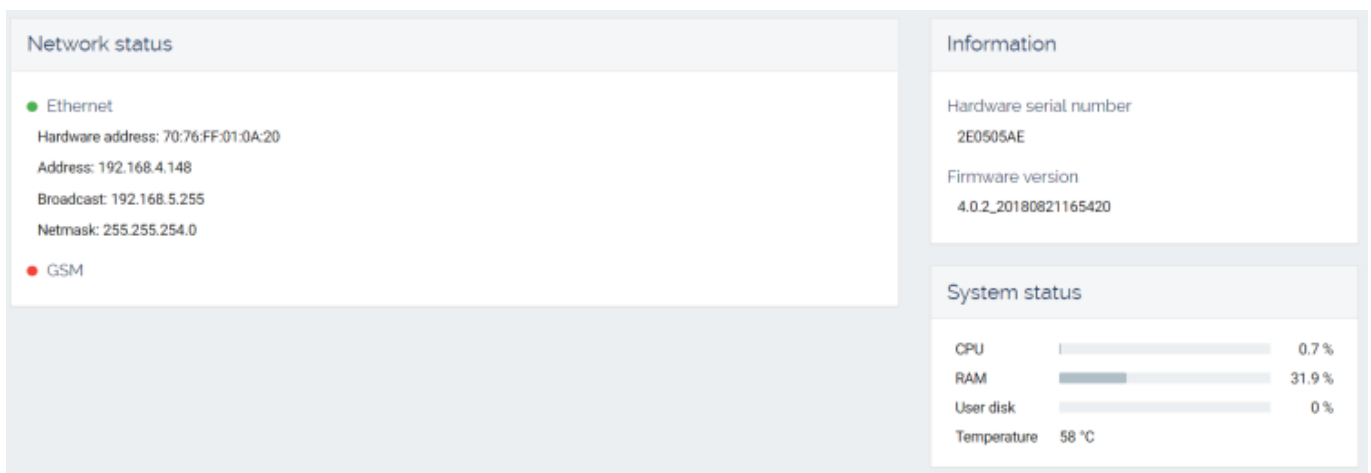 Network status
Ethernet
Hardware address: 70:76:FF:01:0A:20
Address: 192.168.4.148
Broadcast: 192.168.5.255
Netmask: 255.255.254.0
GSM
Information
Hardware serial number
2E0505AE
Firmware version
4.0.2_20180821165420
System status
CPU 0.7 %
RAM 31.9 %
User disk 0 %
Temperature 58 °C